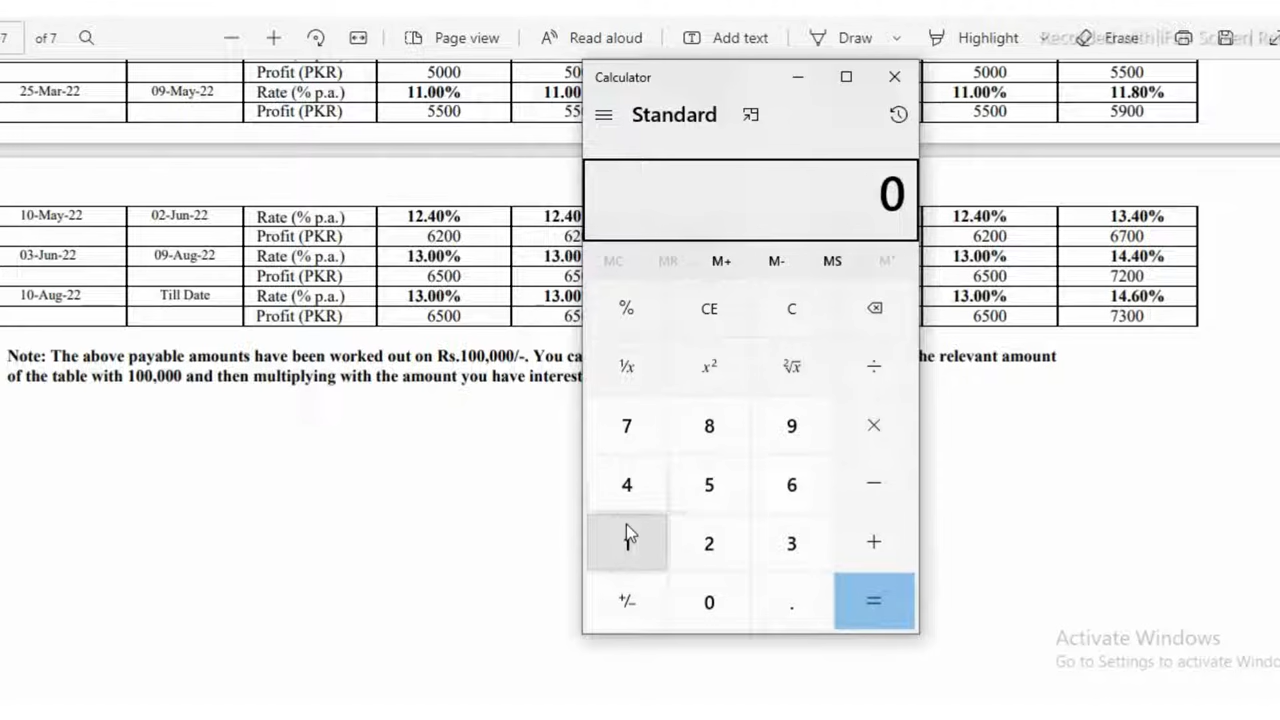 7 of 7 Page view Read aloud Add text Draw Highlight Erase
Profit (PKR) 5000 50 5000 5500
25-Mar-22 09-May-22 Rate (% p.a.) 11.00% 11.00 11.00% 11.80%
Profit (PKR) 5500 55 5500 5900
Calculator
Standard
0
10-May-22 02-Jun-22 Rate (% p.a.) 12.40% 12.40 12.40% 13.40%
Profit (PKR) 6200 62 6200 6700
03-Jun-22 09-Aug-22 Rate (% p.a.) 13.00% 13.00 13.00% 14.40%
Profit (PKR) 6500 65 6500 7200
10-Aug-22 Till Date Rate (% p.a.) 13.00% 13.00 13.00% 14.60%
Profit (PKR) 6500 65 6500 7300
Note: The above payable amounts have been worked out on Rs.100,000/-. You ca he relevant amount
of the table with 100,000 and then multiplying with the amount you have interest
MC MR M+ M- MS M
% CE C
1/x x² ²√x ÷
7 8 9 ×
4 5 6 −
1 2 3 +
+/− 0 . =
Activate Windows
Go to Settings to activate Windo